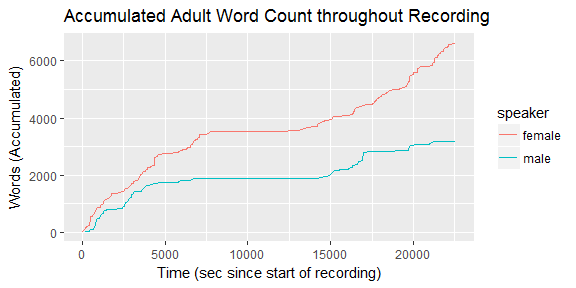 Accumulated Adult Word Count throughout Recording
Words (Accumulated)
6000
4000
2000
0
0 5000 10000 15000 20000
Time (sec since start of recording)
speaker
female
male